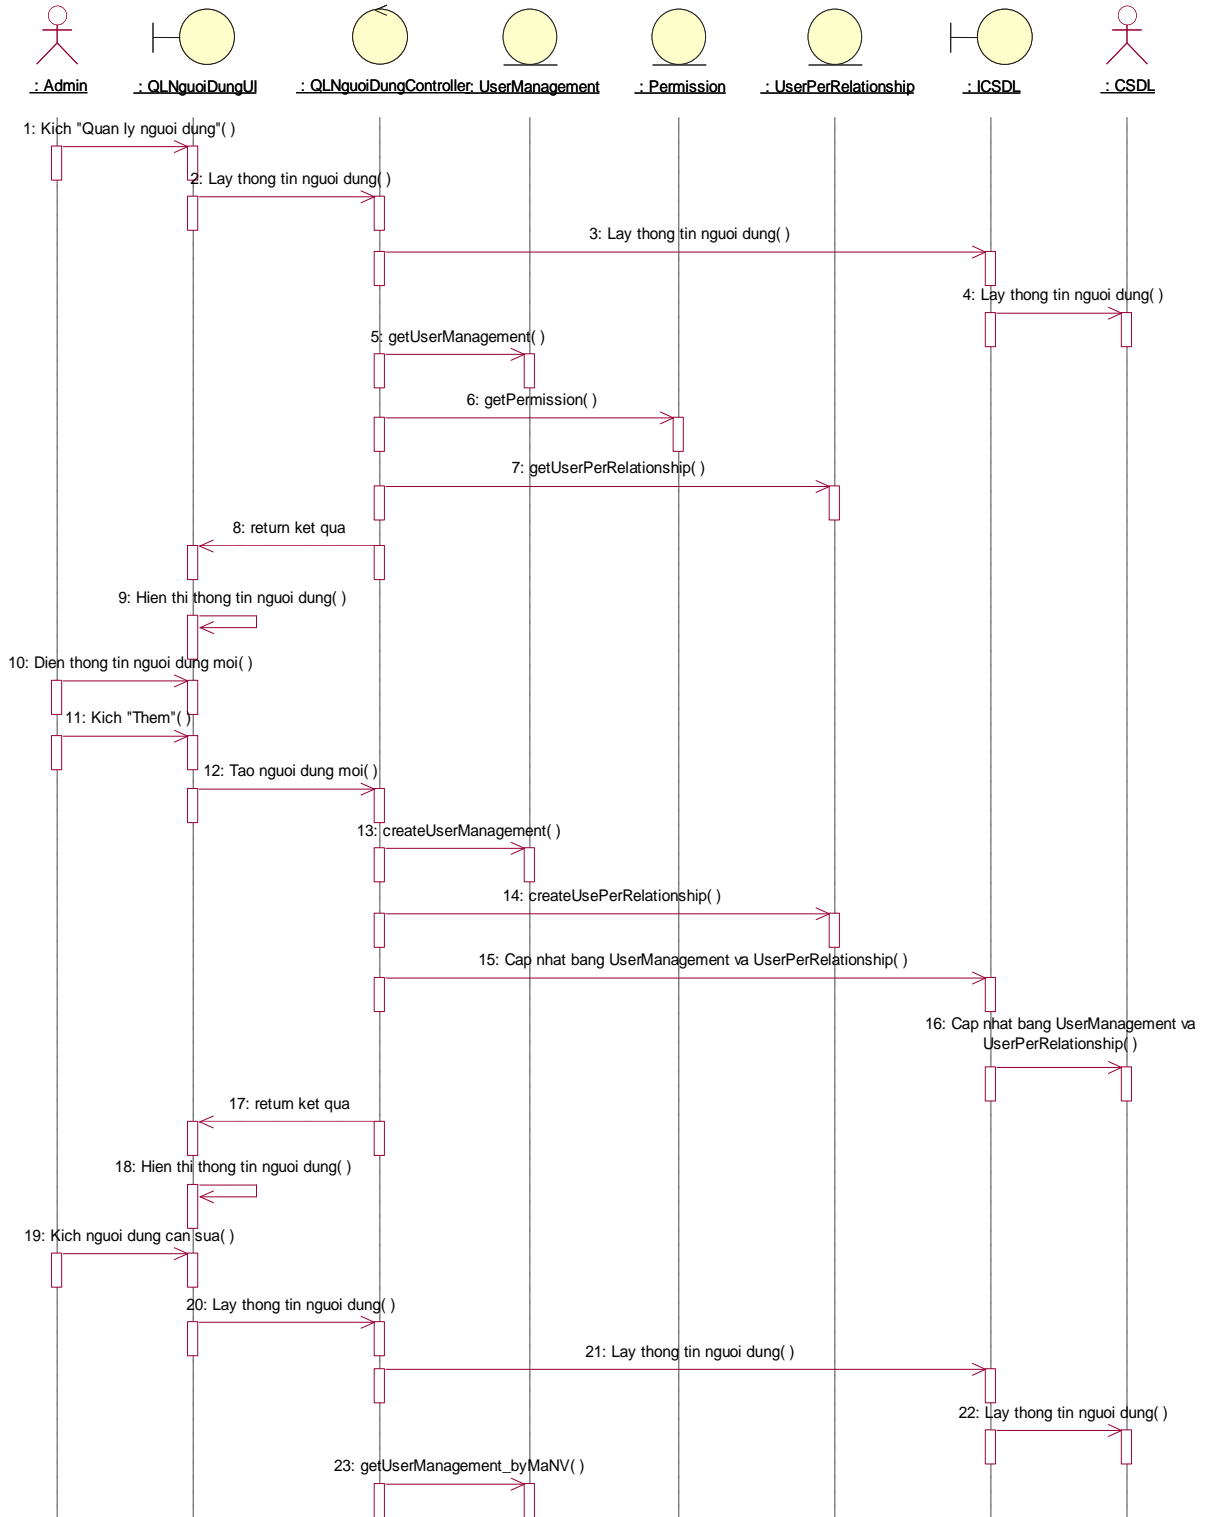 : Admin
: QLNguoiDungUI
: QLNguoiDungController
: UserManagement
: Permission
: UserPerRelationship
: ICSDL
: CSDL
1: Kich "Quan ly nguoi dung"( )
2: Lay thong tin nguoi dung( )
3: Lay thong tin nguoi dung( )
4: Lay thong tin nguoi dung( )
5: getUserManagement( )
6: getPermission( )
7: getUserPerRelationship( )
8: return ket qua
9: Hien thi thong tin nguoi dung( )
10: Dien thong tin nguoi dung moi( )
11: Kich "Them"( )
12: Tao nguoi dung moi( )
13: createUserManagement( )
14: createUsePerRelationship( )
15: Cap nhat bang UserManagement va UserPerRelationship( )
16: Cap nhat bang UserManagement va
UserPerRelationship( )
17: return ket qua
18: Hien thi thong tin nguoi dung( )
19: Kich nguoi dung can sua( )
20: Lay thong tin nguoi dung( )
21: Lay thong tin nguoi dung( )
22: Lay thong tin nguoi dung( )
23: getUserManagement_byMaNV( )